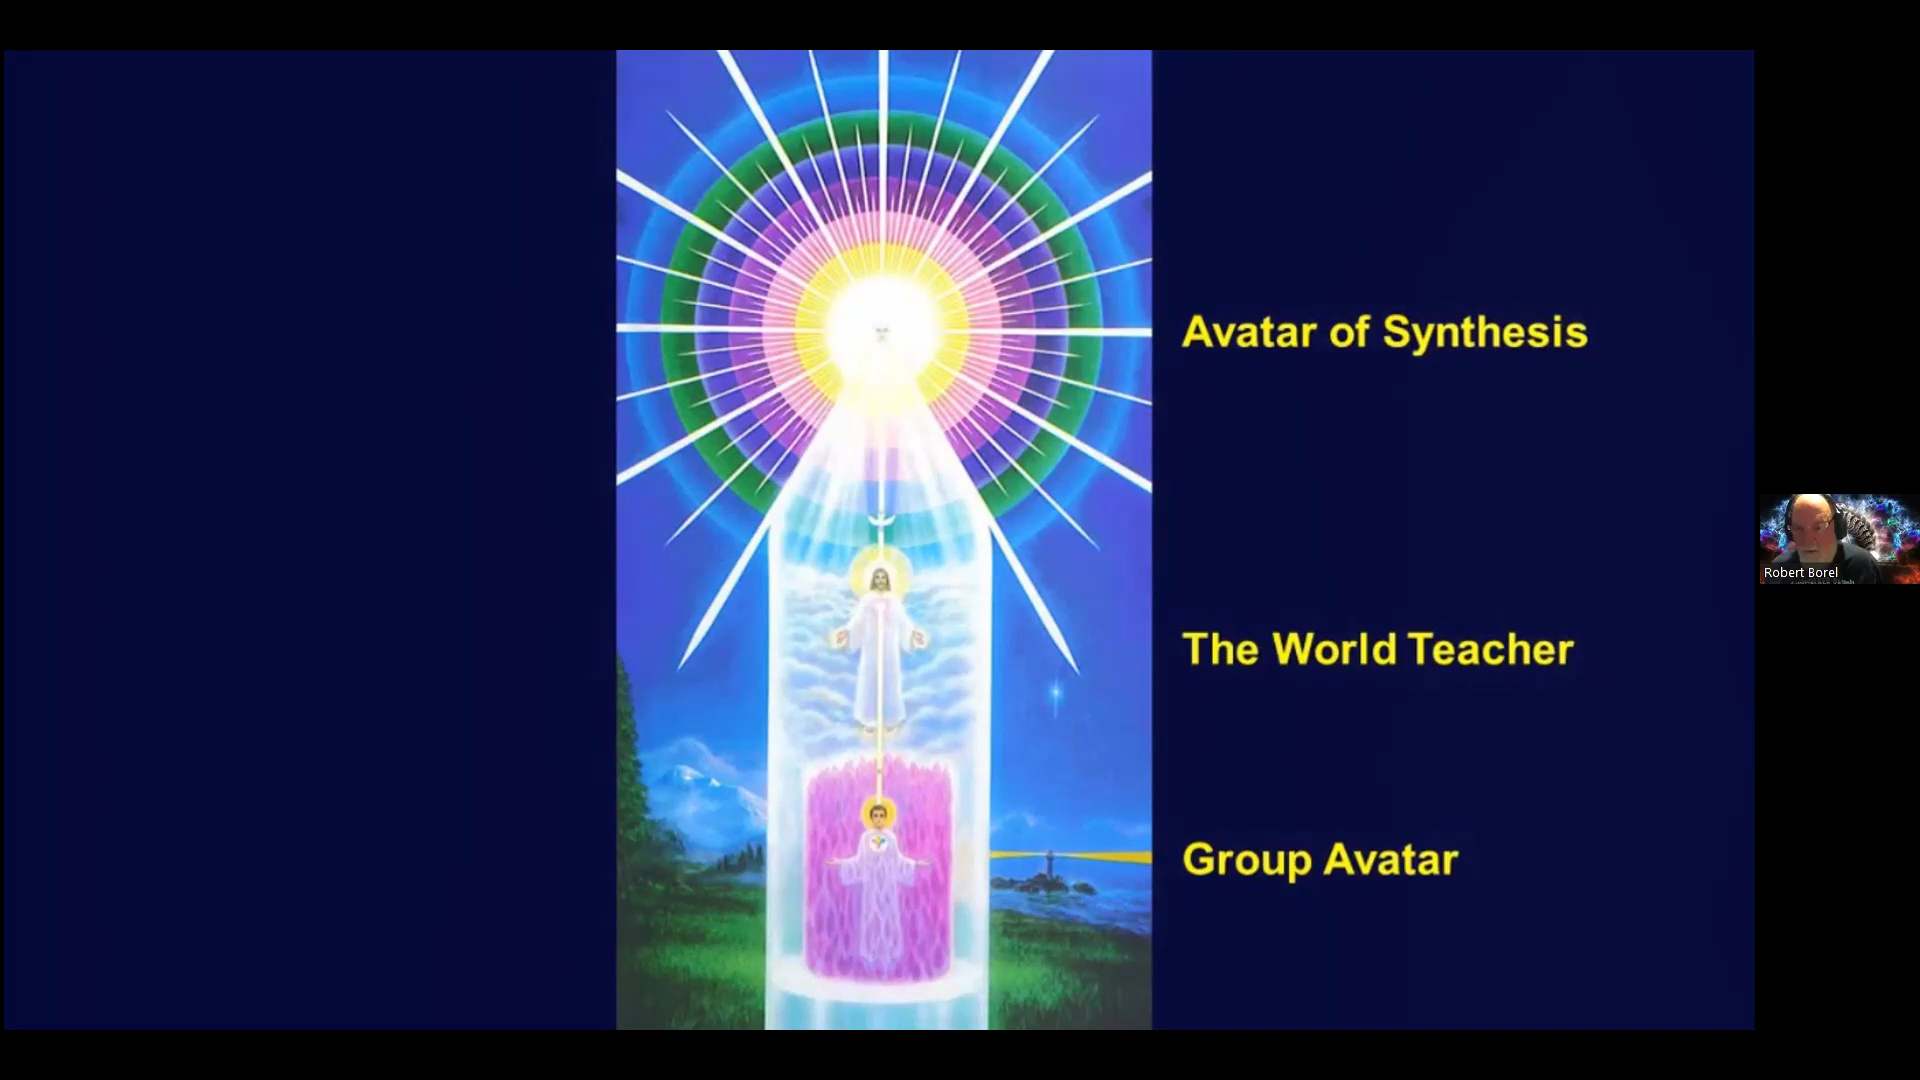 Avatar of Synthesis
The World Teacher
Robert Borel
Group Avatar